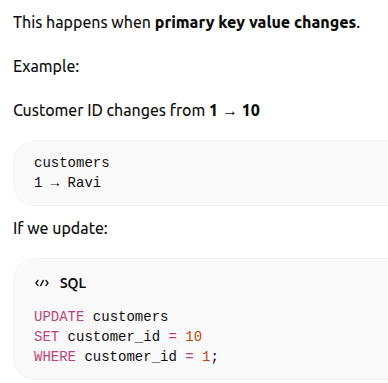 This happens when primary key value changes.
Example:
Customer ID changes from 1 → 10
customers
1 → Ravi
If we update:
</> SQL
UPDATE customers
SET customer_id = 10
WHERE customer_id = 1;